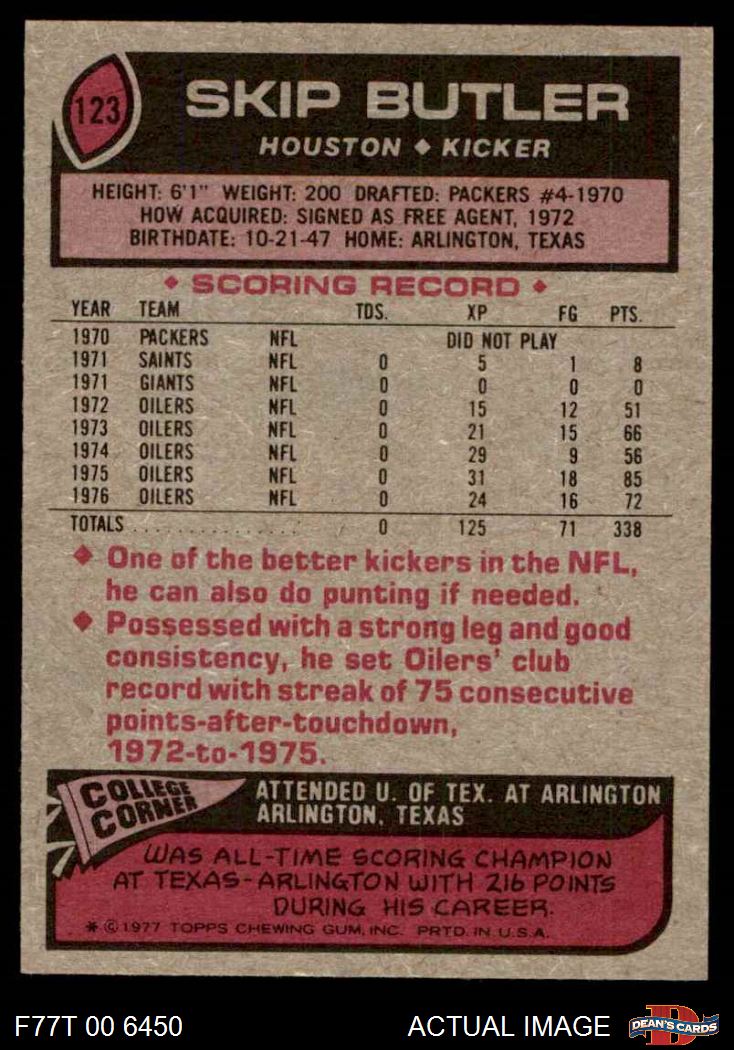 123
SKIP BUTLER
HOUSTON ◆ KICKER
HEIGHT: 6'1" WEIGHT: 200 DRAFTED: PACKERS #4-1970
HOW ACQUIRED: SIGNED AS FREE AGENT, 1972
BIRTHDATE: 10-21-47 HOME: ARLINGTON, TEXAS
◆ SCORING RECORD ◆
YEAR TEAM TDS. XP FG PTS.
1970 PACKERS NFL DID NOT PLAY
1971 SAINTS NFL 0 5 1 8
1971 GIANTS NFL 0 0 0 0
1972 OILERS NFL 0 15 12 51
1973 OILERS NFL 0 21 15 66
1974 OILERS NFL 0 29 9 56
1975 OILERS NFL 0 31 18 85
1976 OILERS NFL 0 24 16 72
TOTALS . . . . . . . . . . . . . . . 0 125 71 338
◆ One of the better kickers in the NFL,
he can also do punting if needed.
◆ Possessed with a strong leg and good
consistency, he set Oilers' club
record with streak of 75 consecutive
points-after-touchdown,
1972-to-1975.
COLLEGE
CORNER
ATTENDED U. OF TEX. AT ARLINGTON
ARLINGTON, TEXAS
WAS ALL-TIME SCORING CHAMPION
AT TEXAS-ARLINGTON WITH 216 POINTS
DURING HIS CAREER.
* © 1977 TOPPS CHEWING GUM, INC. PRTD. IN U.S.A.
F77T 00 6450 ACTUAL IMAGE
D
DEAN'S CARDS